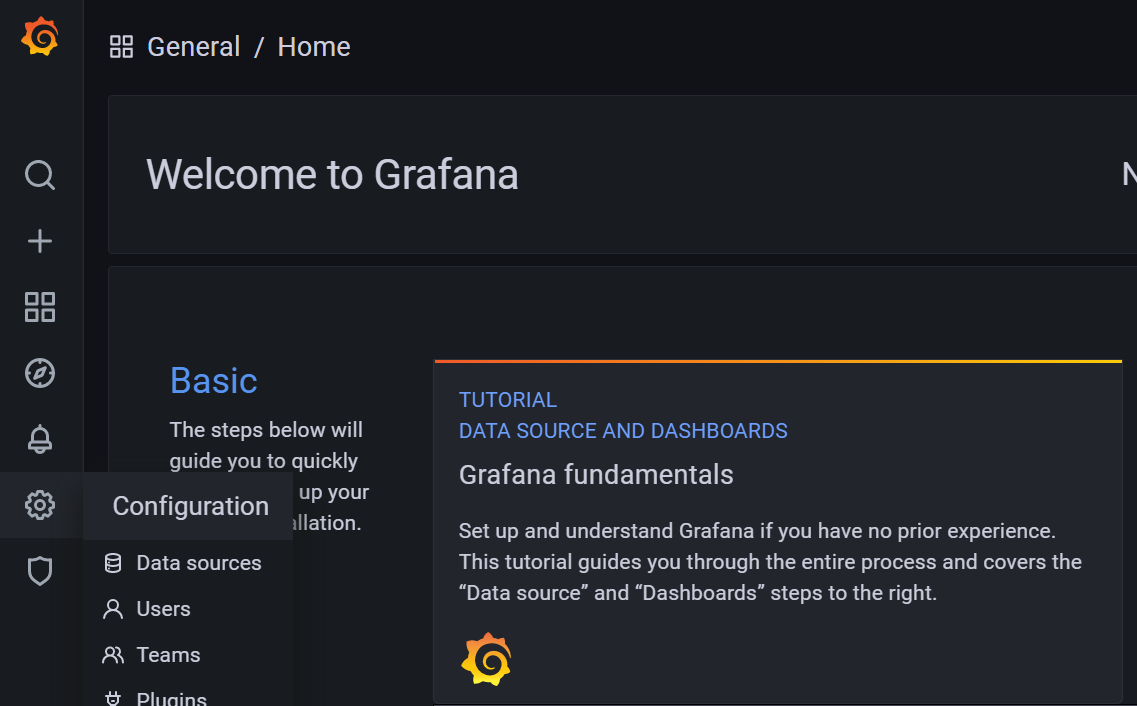 General / Home
Welcome to Grafana
Basic
The steps below will
guide you to quickly
up your
allation.
TUTORIAL
DATA SOURCE AND DASHBOARDS
Grafana fundamentals
Set up and understand Grafana if you have no prior experience.
This tutorial guides you through the entire process and covers the
“Data source” and “Dashboards” steps to the right.
Configuration
Data sources
Users
Teams
Plugins